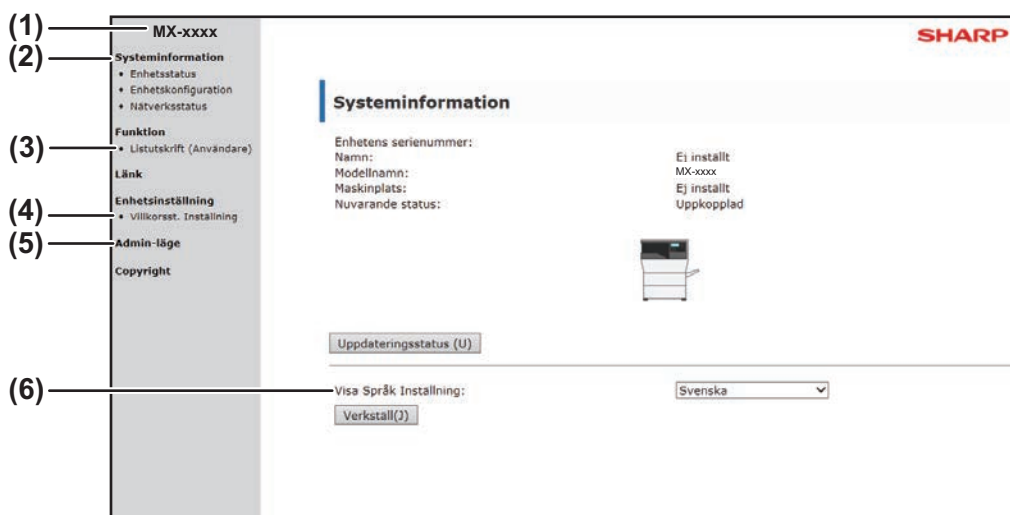 (1) MX-xxxx
SHARP
(2) Systeminformation
• Enhetsstatus
• Enhetskonfiguration
• Nätverksstatus
Funktion
(3) • Listutskrift (Användare)
Länk
Enhetsinställning
(4) • Villkorsst. Inställning
(5) Admin-läge
Copyright
Systeminformation
Enhetens serienummer:
Namn: Ej inställt
Modellnamn: MX-xxxx
Maskinplats: Ej inställt
Nuvarande status: Uppkopplad
Uppdateringsstatus (U)
(6) Visa Språk Inställning: Svenska
Verkställ(J)